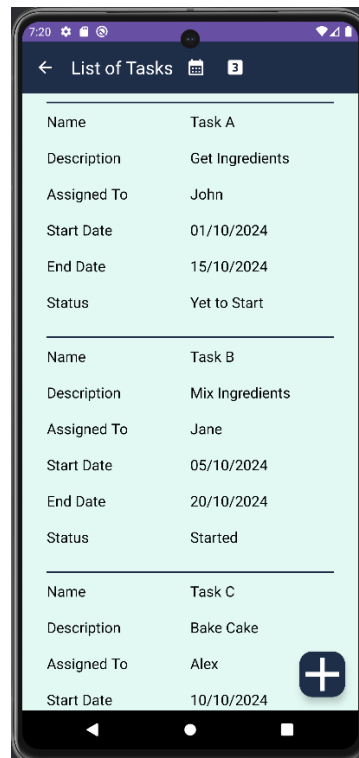 7:20
List of Tasks 3
Name Task A
Description Get Ingredients
Assigned To John
Start Date 01/10/2024
End Date 15/10/2024
Status Yet to Start
Name Task B
Description Mix Ingredients
Assigned To Jane
Start Date 05/10/2024
End Date 20/10/2024
Status Started
Name Task C
Description Bake Cake
Assigned To Alex
Start Date 10/10/2024